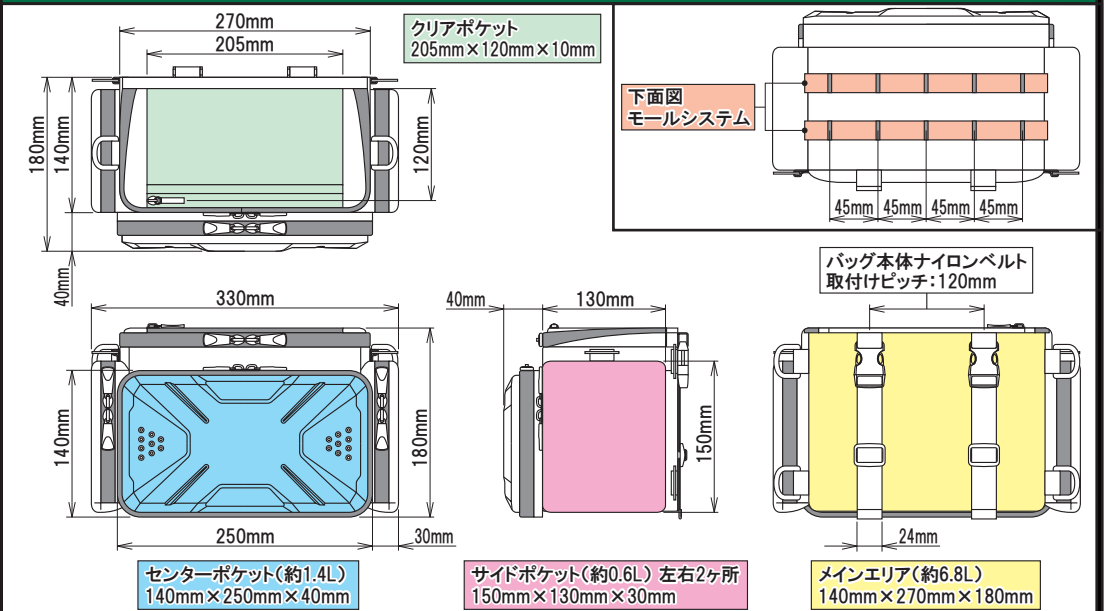 270mm
205mm
クリアポケット
205mm×120mm×10mm
180mm
140mm
120mm
40mm
下面図
モールシステム
45mm 45mm 45mm 45mm
330mm
140mm
180mm
250mm
30mm
センターポケット(約1.4L)
140mm×250mm×40mm
40mm
130mm
150mm
サイドポケット(約0.6L) 左右2ヶ所
150mm×130mm×30mm
バッグ本体ナイロンベルト
取付けピッチ:120mm
24mm
メインエリア(約6.8L)
140mm×270mm×180mm